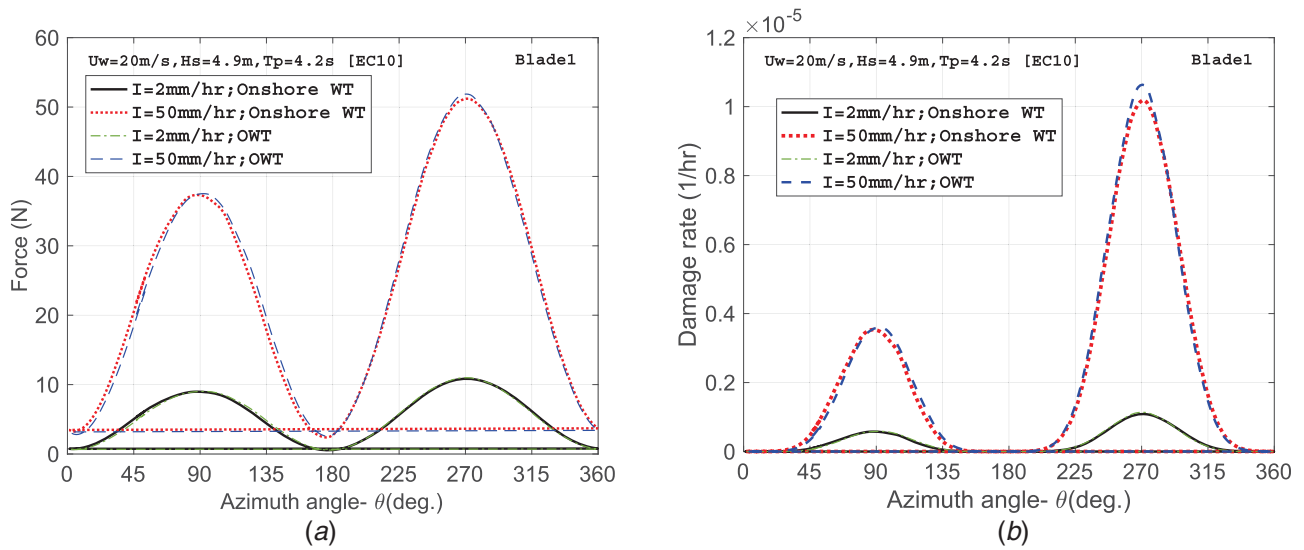 Uw=20m/s,Hs=4.9m,Tp=4.2s [EC10]
Blade1
I=2mm/hr;Onshore WT
I=50mm/hr;Onshore WT
I=2mm/hr;OWT
I=50mm/hr;OWT
Force (N)
60
50
40
30
20
10
0
0 45 90 135 180 225 270 315 360
Azimuth angle- θ(deg.)
(a)
×10⁻⁵
Uw=20m/s,Hs=4.9m,Tp=4.2s [EC10]
Blade1
I=2mm/hr;Onshore WT
I=50mm/hr;Onshore WT
I=2mm/hr;OWT
I=50mm/hr;OWT
Damage rate (1/hr)
1.2
1
0.8
0.6
0.4
0.2
0
0 45 90 135 180 225 270 315 360
Azimuth angle- θ(deg.)
(b)